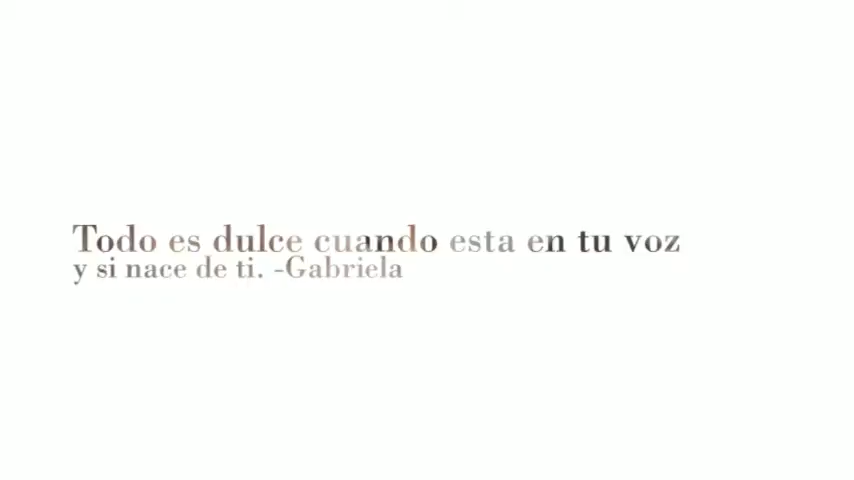 Todo es dulce cuando esta en tu voz
y si nace de ti. -Gabriela